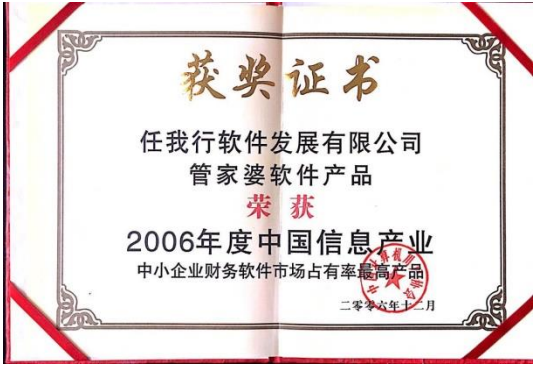 获奖证书
任我行软件发展有限公司
管家婆软件产品
荣获
2006年度中国信息产业
中小企业财务软件市场占有率最高产品
二零零六年十二月